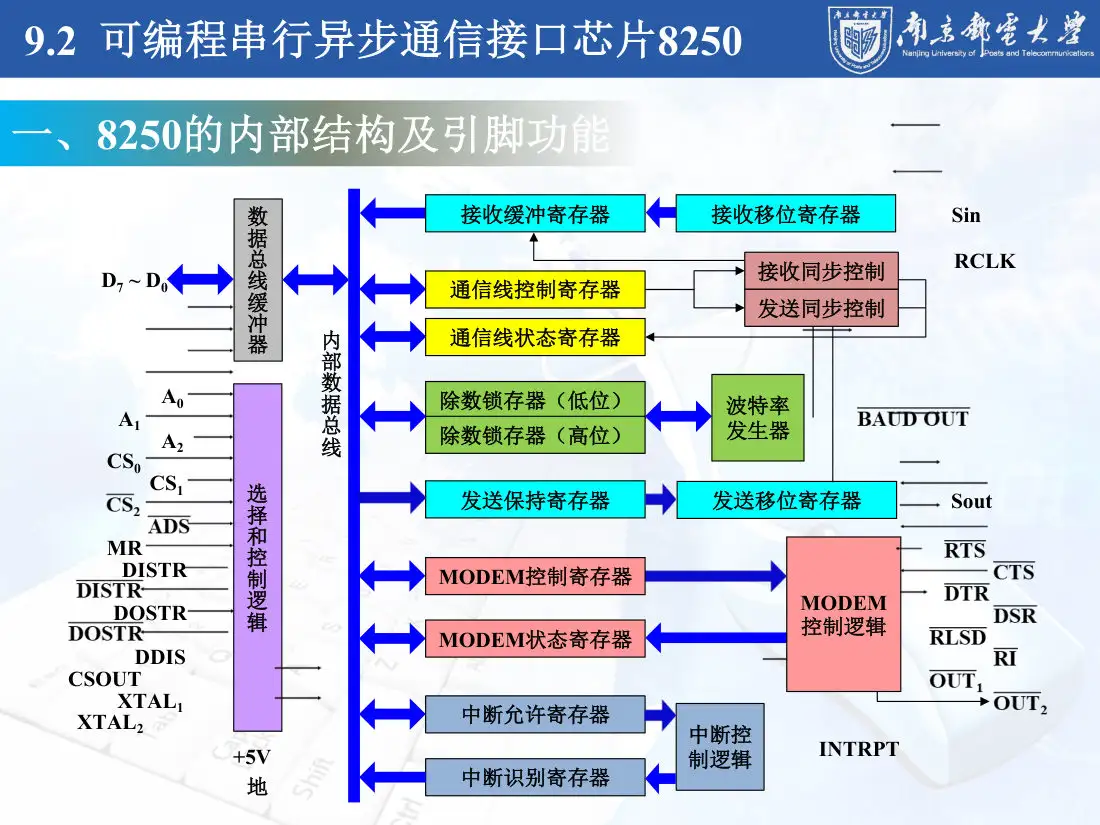 9.2 可编程串行异步通信接口芯片8250
南京邮电大学
Nanjing University of Posts and Telecommunications
一、8250的内部结构及引脚功能
数据总线缓冲器
D7 ~ D0
内部数据总线
接收缓冲寄存器
接收移位寄存器
Sin
RCLK
通信线控制寄存器
接收同步控制
发送同步控制
通信线状态寄存器
除数锁存器（低位）
除数锁存器（高位）
波特率
发生器
BAUD OUT
发送保持寄存器
发送移位寄存器
Sout
A0
A1
A2
CS0
CS1
CS2
ADS
MR
DISTR
DISTR
DOSTR
DOSTR
DDIS
CSOUT
XTAL1
XTAL2
选择和控制逻辑
+5V
地
MODEM控制寄存器
MODEM状态寄存器
MODEM
控制逻辑
RTS
CTS
DTR
DSR
RLSD
RI
OUT1
OUT2
中断允许寄存器
中断识别寄存器
中断控
制逻辑
INTRPT